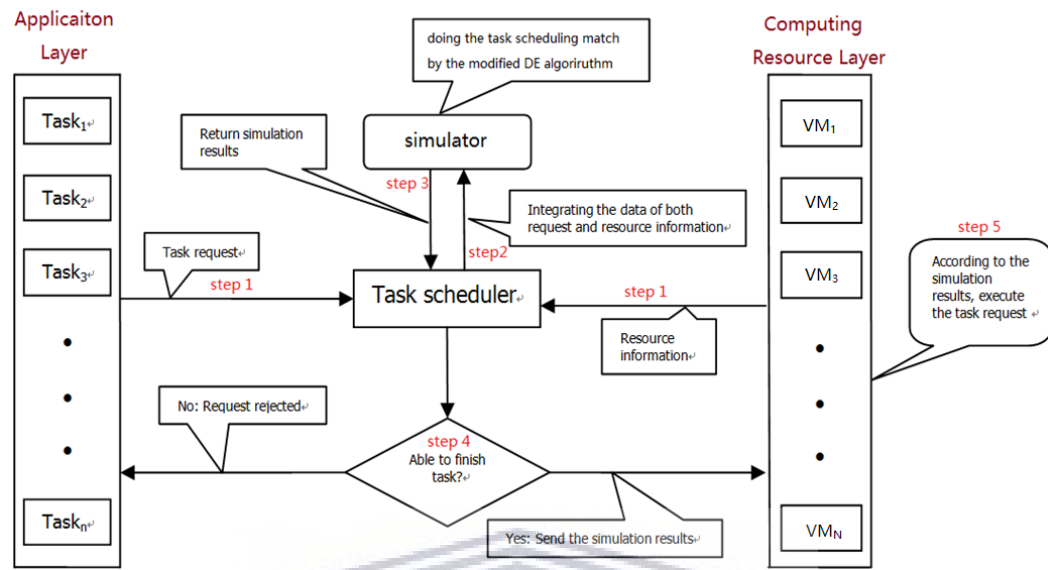 Applicaiton
Layer
Computing
Resource Layer
doing the task scheduling match
by the modified DE algoriruthm
Task₁
Task₂
Task₃
Taskₙ
simulator
Return simulation
results
step 3
step2
Integrating the data of both
request and resource information
Task request
step 1
Task scheduler
step 1
Resource
information
VM₁
VM₂
VM₃
VM_N
step 5
According to the
simulation
results, execute
the task request
No: Request rejected
step 4
Able to finish
task?
Yes: Send the simulation results